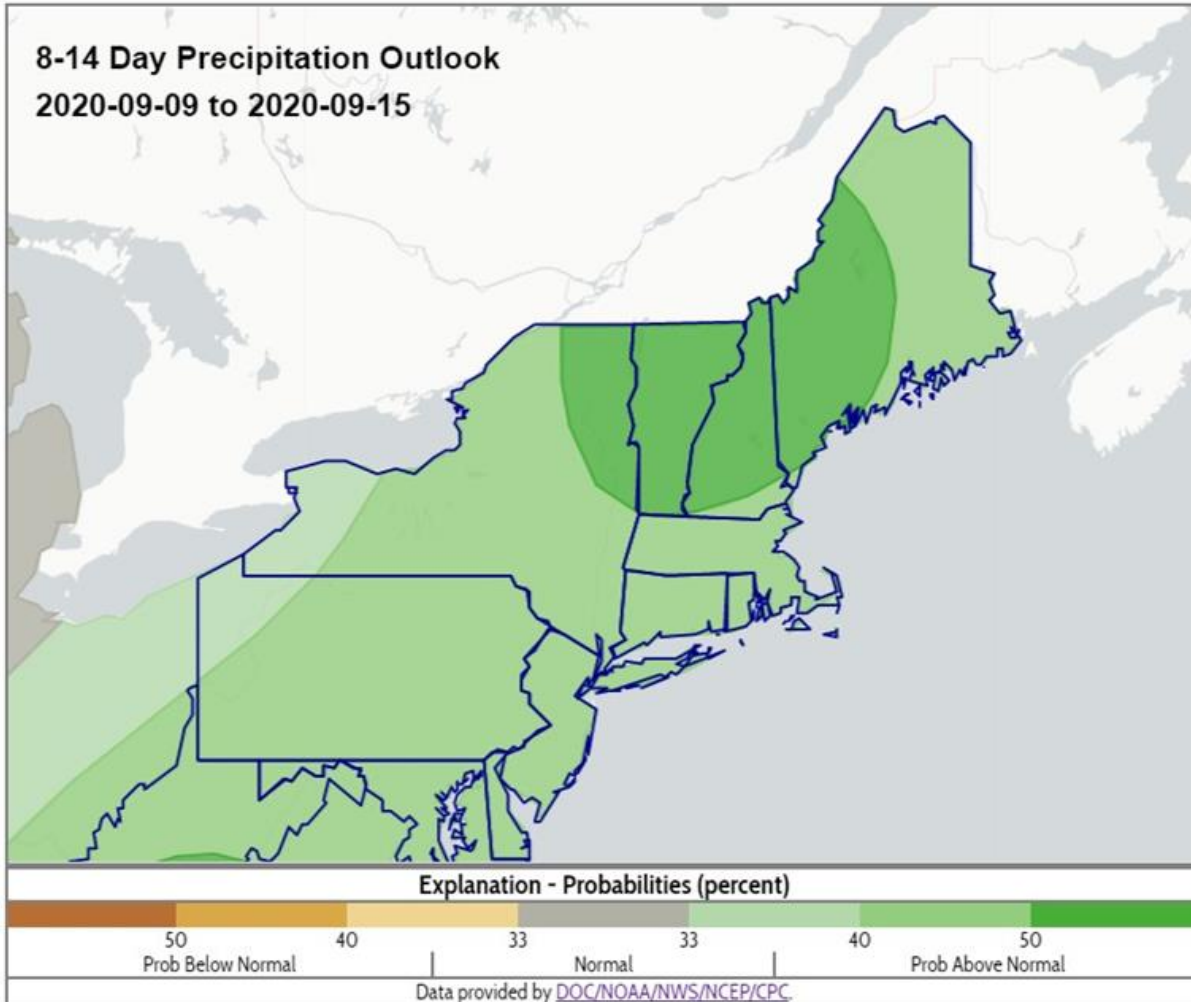 8-14 Day Precipitation Outlook
2020-09-09 to 2020-09-15
Explanation - Probabilities (percent)
50 40 33 33 40 50
Prob Below Normal | Normal | Prob Above Normal
Data provided by DOC/NOAA/NWS/NCEP/CPC.